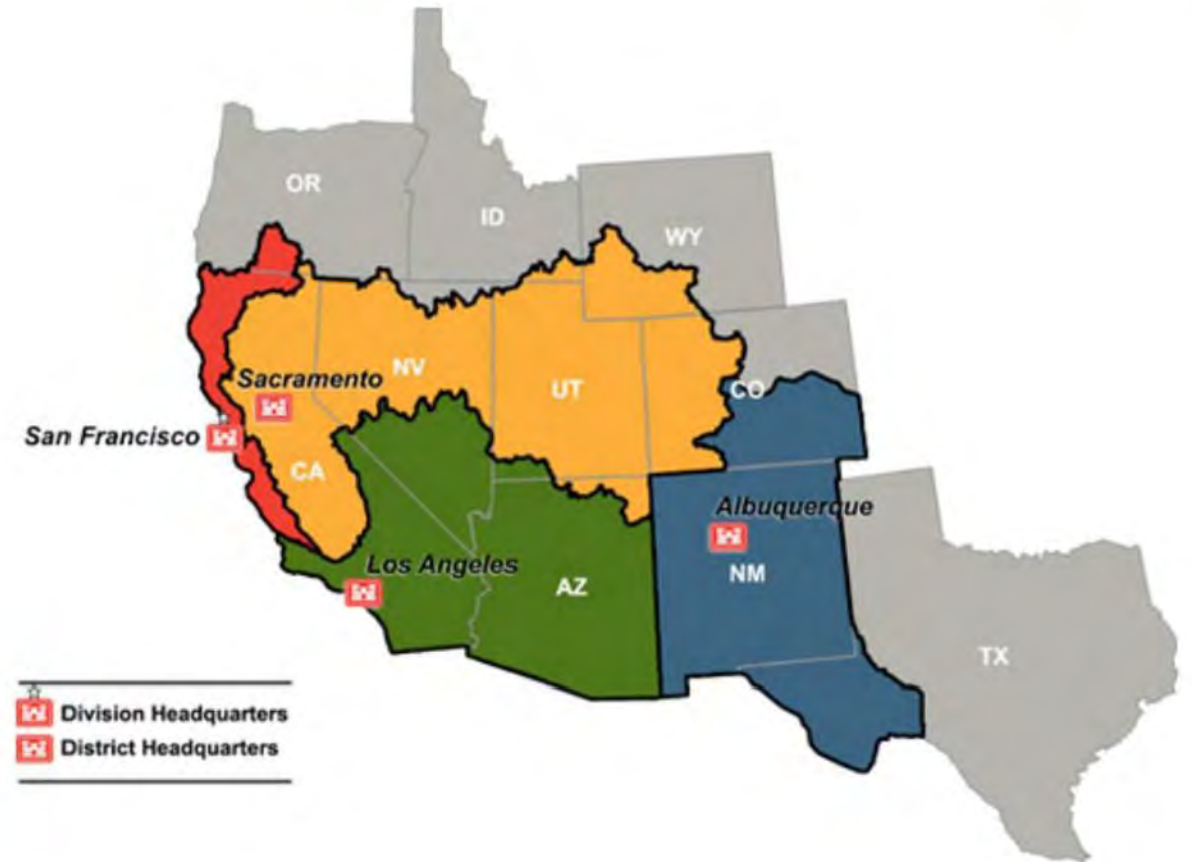 OR
ID
WY
Sacramento
NV
UT
CO
San Francisco
CA
Albuquerque
Los Angeles
AZ
NM
TX
Division Headquarters
District Headquarters